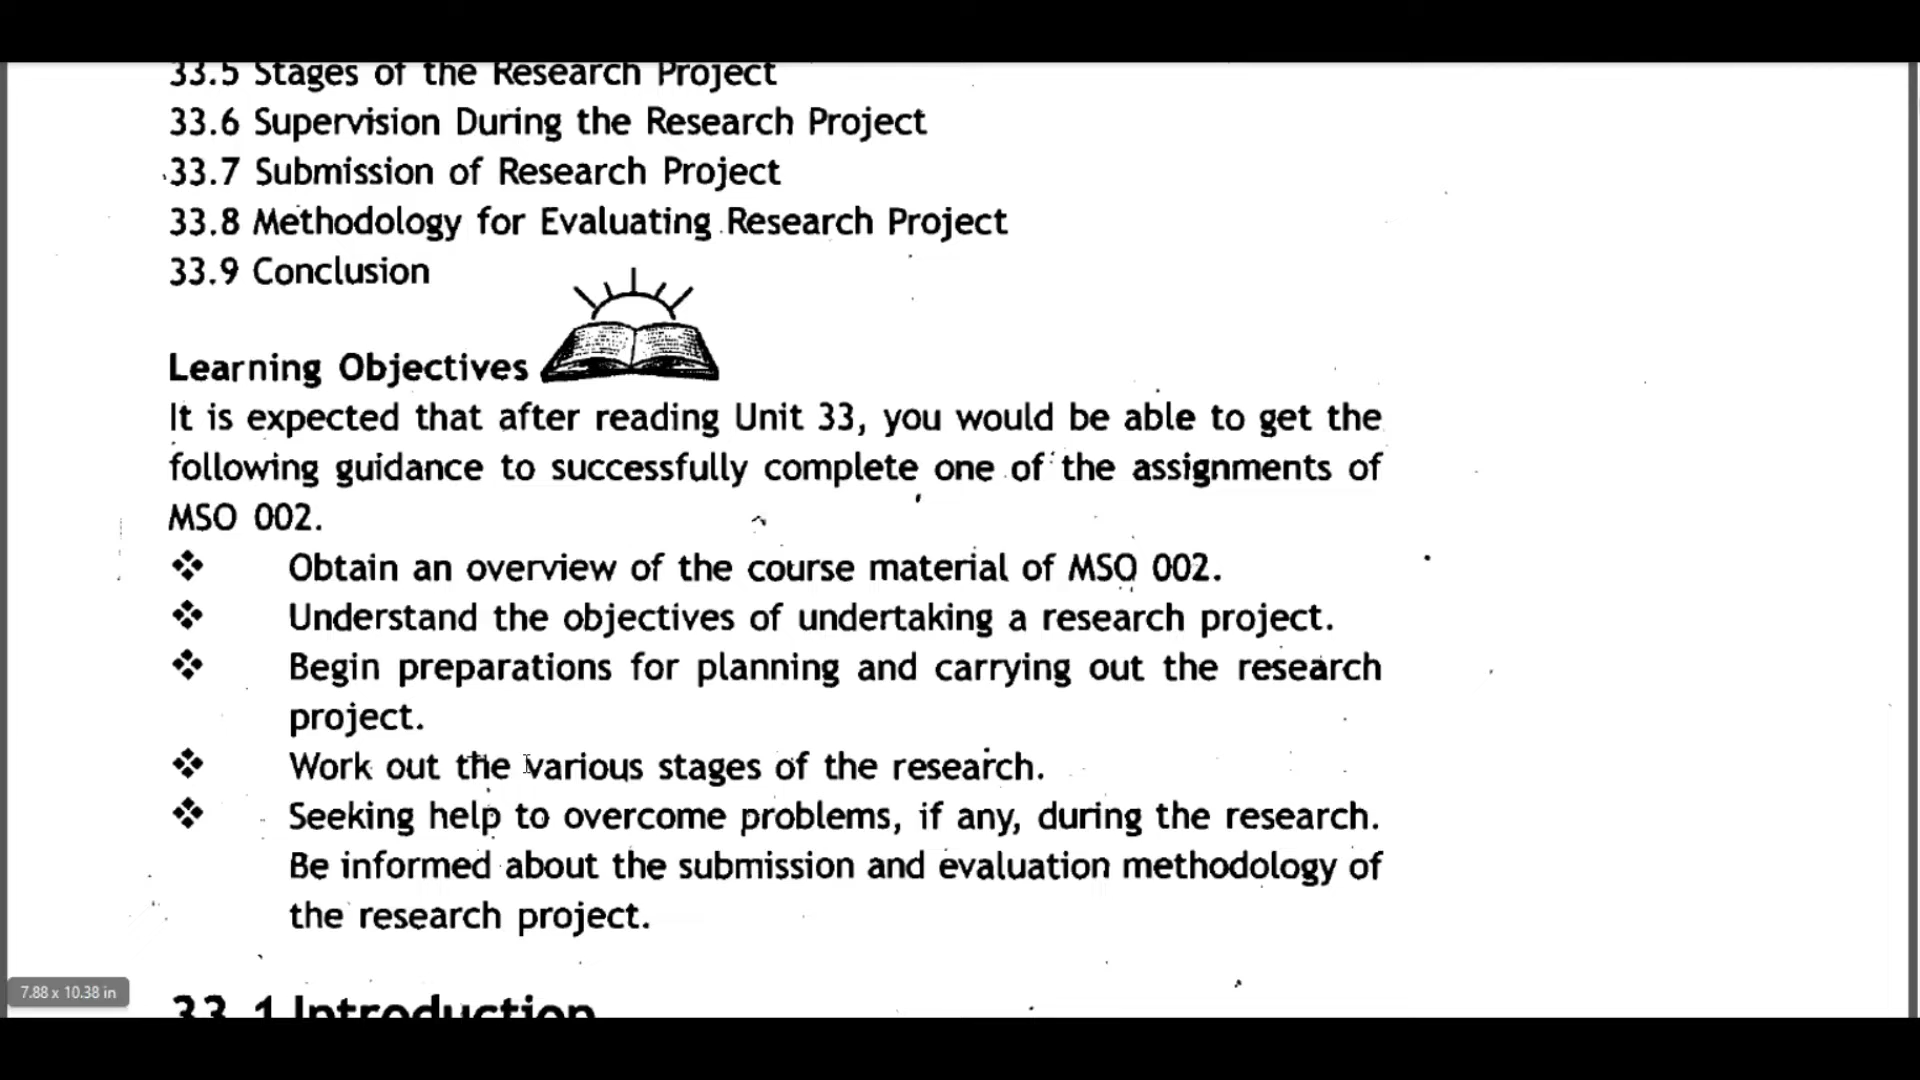 33.5 Stages of the Research Project
33.6 Supervision During the Research Project
33.7 Submission of Research Project
33.8 Methodology for Evaluating Research Project
33.9 Conclusion
Learning Objectives
It is expected that after reading Unit 33, you would be able to get the
following guidance to successfully complete one of the assignments of
MSO 002.
❖ Obtain an overview of the course material of MSO 002.
❖ Understand the objectives of undertaking a research project.
❖ Begin preparations for planning and carrying out the research
project.
❖ Work out the various stages of the research.
❖ Seeking help to overcome problems, if any, during the research.
Be informed about the submission and evaluation methodology of
the research project.
7.88 x 10.38 in
33.1 Introduction